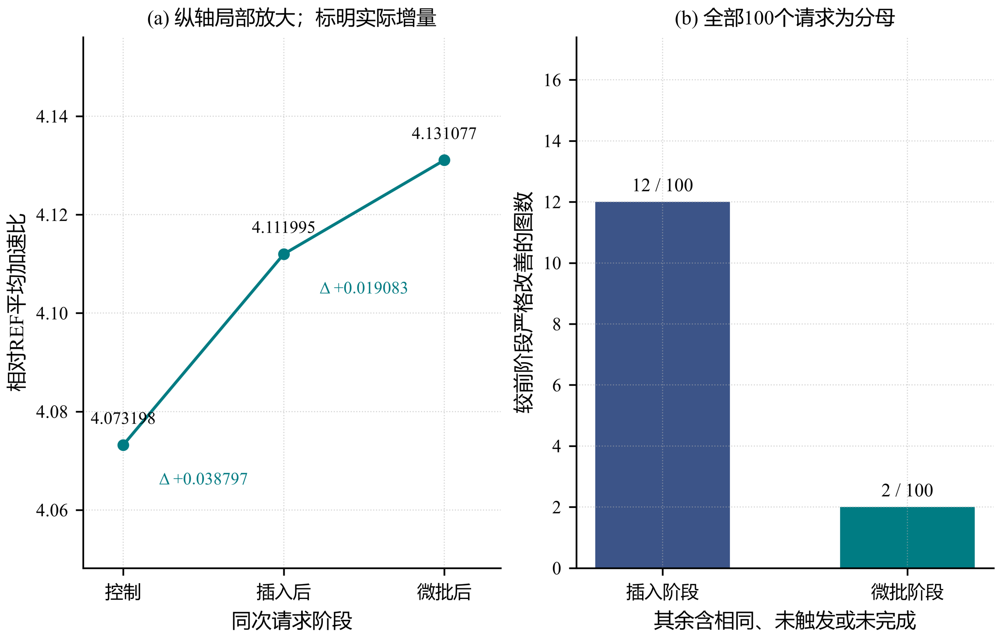 (a) 纵轴局部放大；标明实际增量
相对REF平均加速比
4.14
4.12
4.10
4.08
4.06
4.131077
4.111995
Δ +0.019083
4.073198
Δ +0.038797
控制
插入后
微批后
同次请求阶段
(b) 全部100个请求为分母
较前阶段严格改善的图数
16
14
12
10
8
6
4
2
0
12 / 100
2 / 100
插入阶段
微批阶段
其余含相同、未触发或未完成